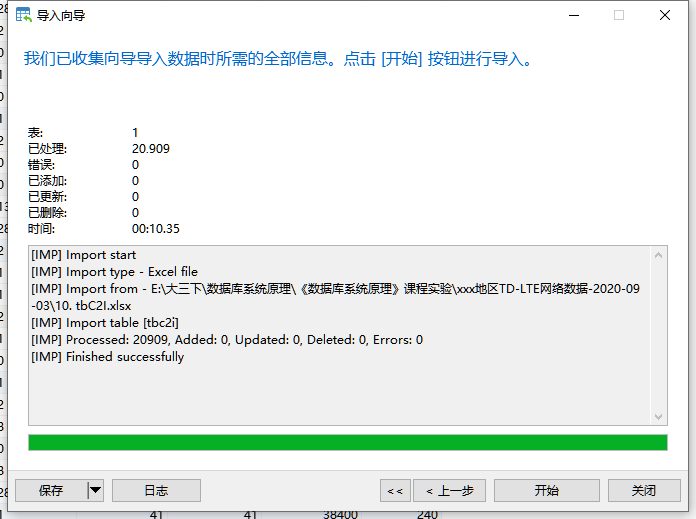 导入向导
我们已收集向导导入数据时所需的全部信息。点击 [开始] 按钮进行导入。
表: 1
已处理: 20.909
错误: 0
已添加: 0
已更新: 0
已删除: 0
时间: 00:10.35
[IMP] Import start
[IMP] Import type - Excel file
[IMP] Import from - E:\大三下\数据库系统原理\《数据库系统原理》课程实验\xxx地区TD-LTE网络数据-2020-09
-03\10. tbC2I.xlsx
[IMP] Import table [tbc2i]
[IMP] Processed: 20909, Added: 0, Updated: 0, Deleted: 0, Errors: 0
[IMP] Finished successfully
保存 日志 << < 上一步 开始 关闭
41 41 38400 240